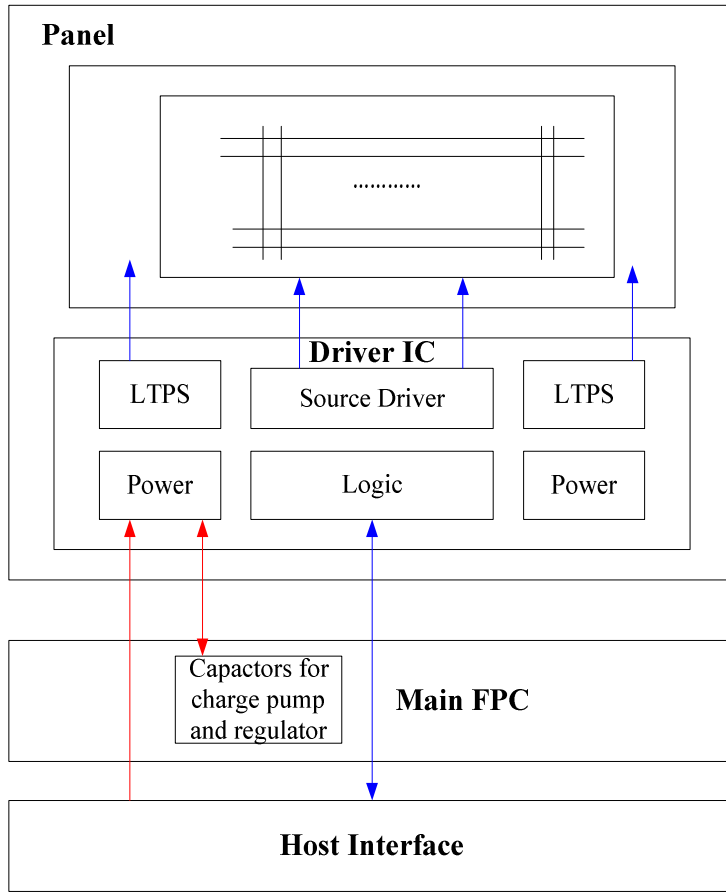 Panel
............
Driver IC
LTPS
Source Driver
LTPS
Power
Logic
Power
Capactors for
charge pump
and regulator
Main FPC
Host Interface